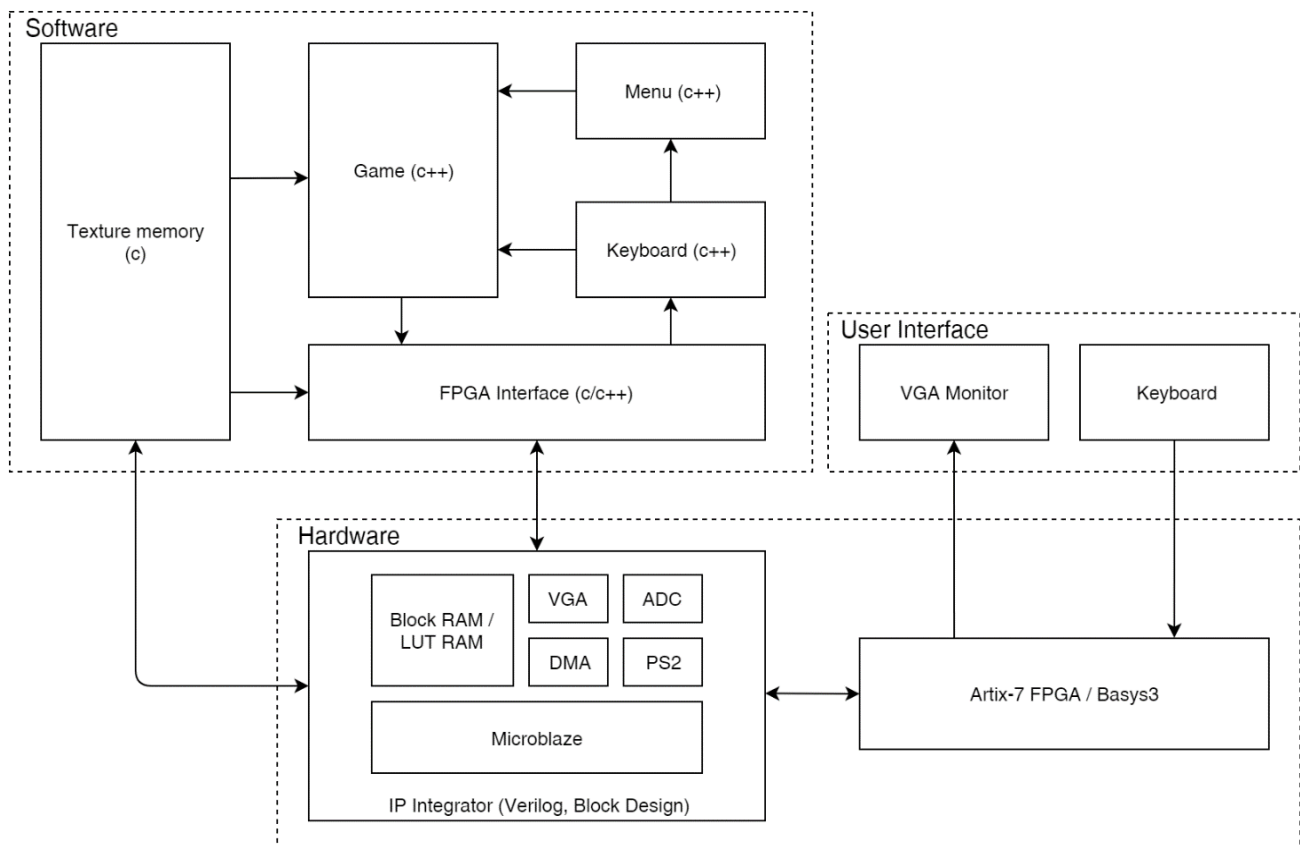 Software
Texture memory
(c)
Game (c++)
Menu (c++)
Keyboard (c++)
FPGA Interface (c/c++)
User Interface
VGA Monitor
Keyboard
Hardware
Block RAM /
LUT RAM
VGA
ADC
DMA
PS2
Microblaze
IP Integrator (Verilog, Block Design)
Artix-7 FPGA / Basys3